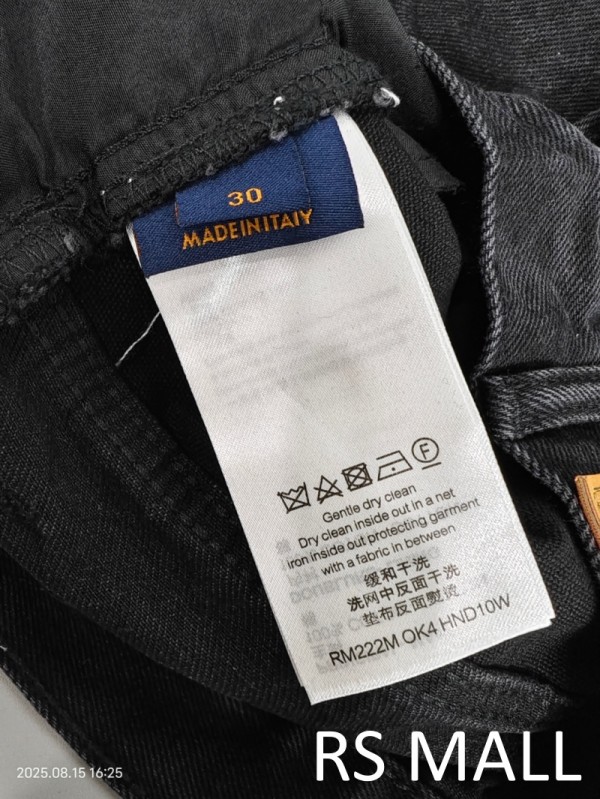 30
MADEINITAIY
F
Gentle dry clean
Dry clean inside out in a net
iron inside out protecting garment
with a fabric in between
缓和干洗
洗网中反面干洗
垫布反面熨烫
RM222M OK4 HND10W
2025.08.15 16:25
RS MALL